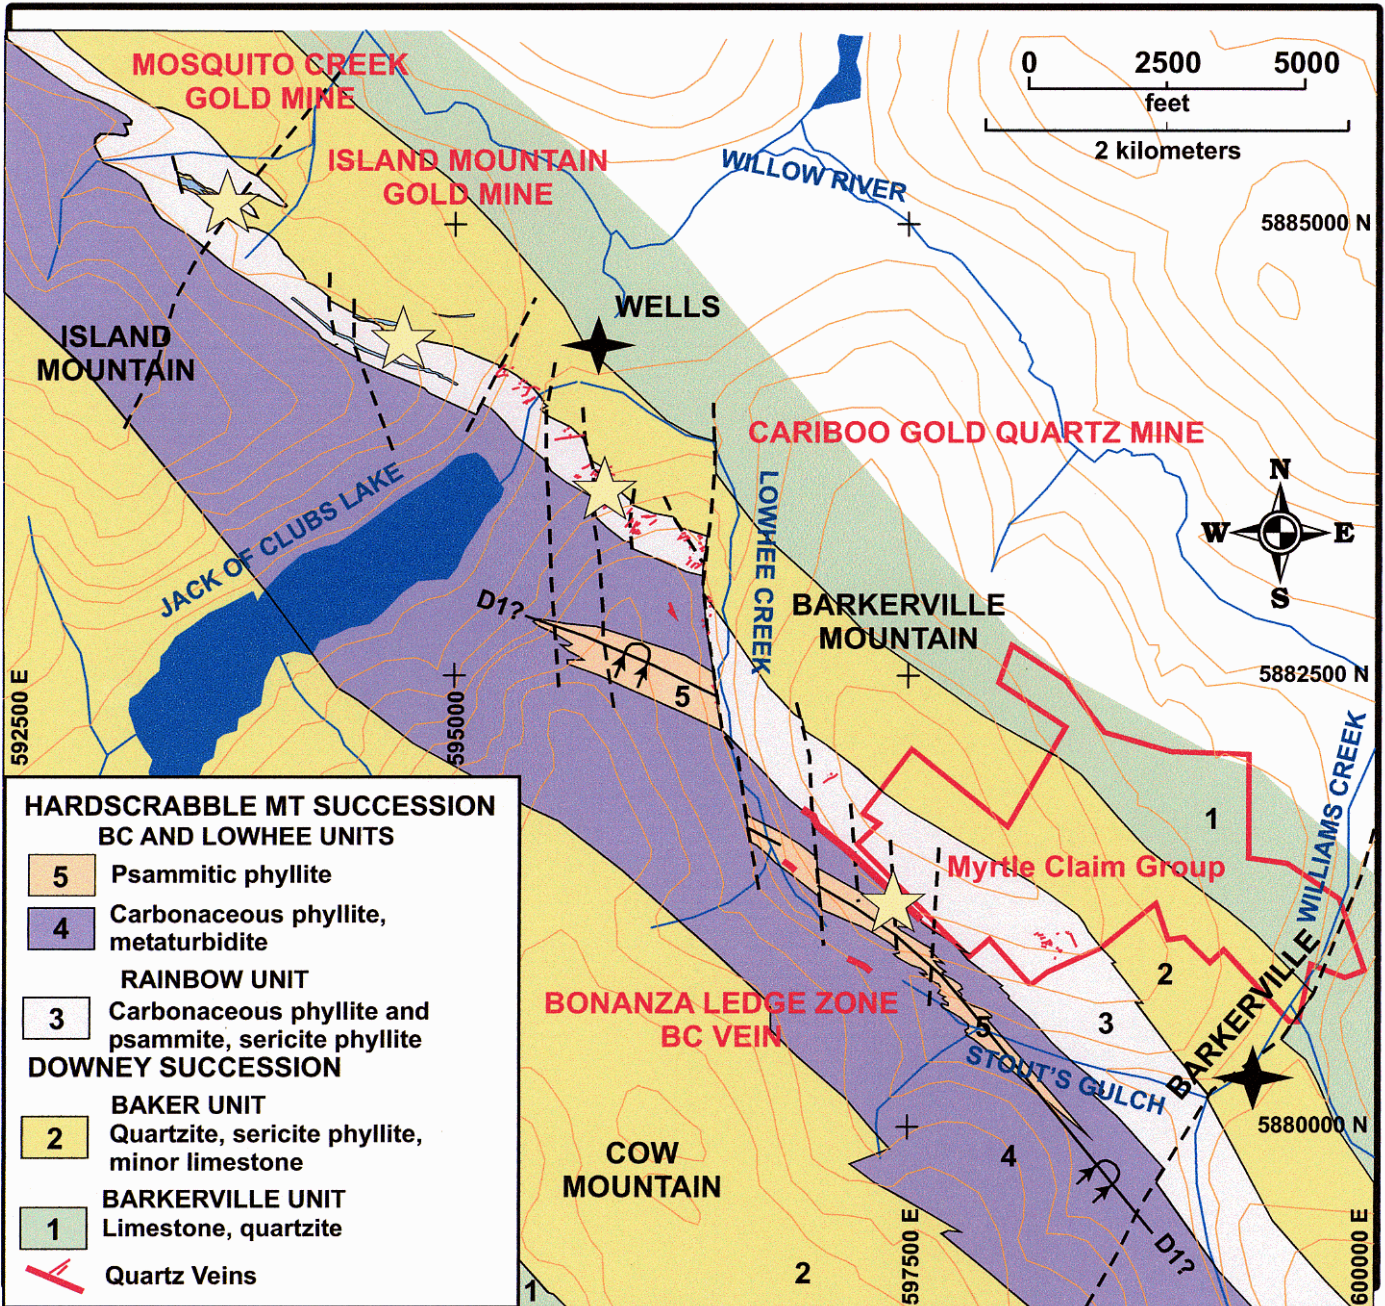 MOSQUITO CREEK
GOLD MINE
0 2500 5000
feet
2 kilometers
ISLAND MOUNTAIN
GOLD MINE
WILLOW RIVER
5885000 N
WELLS
ISLAND
MOUNTAIN
CARIBOO GOLD QUARTZ MINE
N
W E
S
JACK OF CLUBS LAKE
LOWHEE CREEK
D1?
BARKERVILLE
MOUNTAIN
5882500 N
592500 E
595000
5
WILLIAMS CREEK
1
Myrtle Claim Group
2
BARKERVILLE
3
BONANZA LEDGE ZONE
BC VEIN
5
STOUT'S GULCH
5880000 N
COW
MOUNTAIN
4
D1?
597500 E
600000 E
2
1
HARDSCRABBLE MT SUCCESSION
BC AND LOWHEE UNITS
5 Psammitic phyllite
4 Carbonaceous phyllite,
metaturbidite
RAINBOW UNIT
3 Carbonaceous phyllite and
psammite, sericite phyllite
DOWNEY SUCCESSION
BAKER UNIT
2 Quartzite, sericite phyllite,
minor limestone
BARKERVILLE UNIT
1 Limestone, quartzite
Quartz Veins